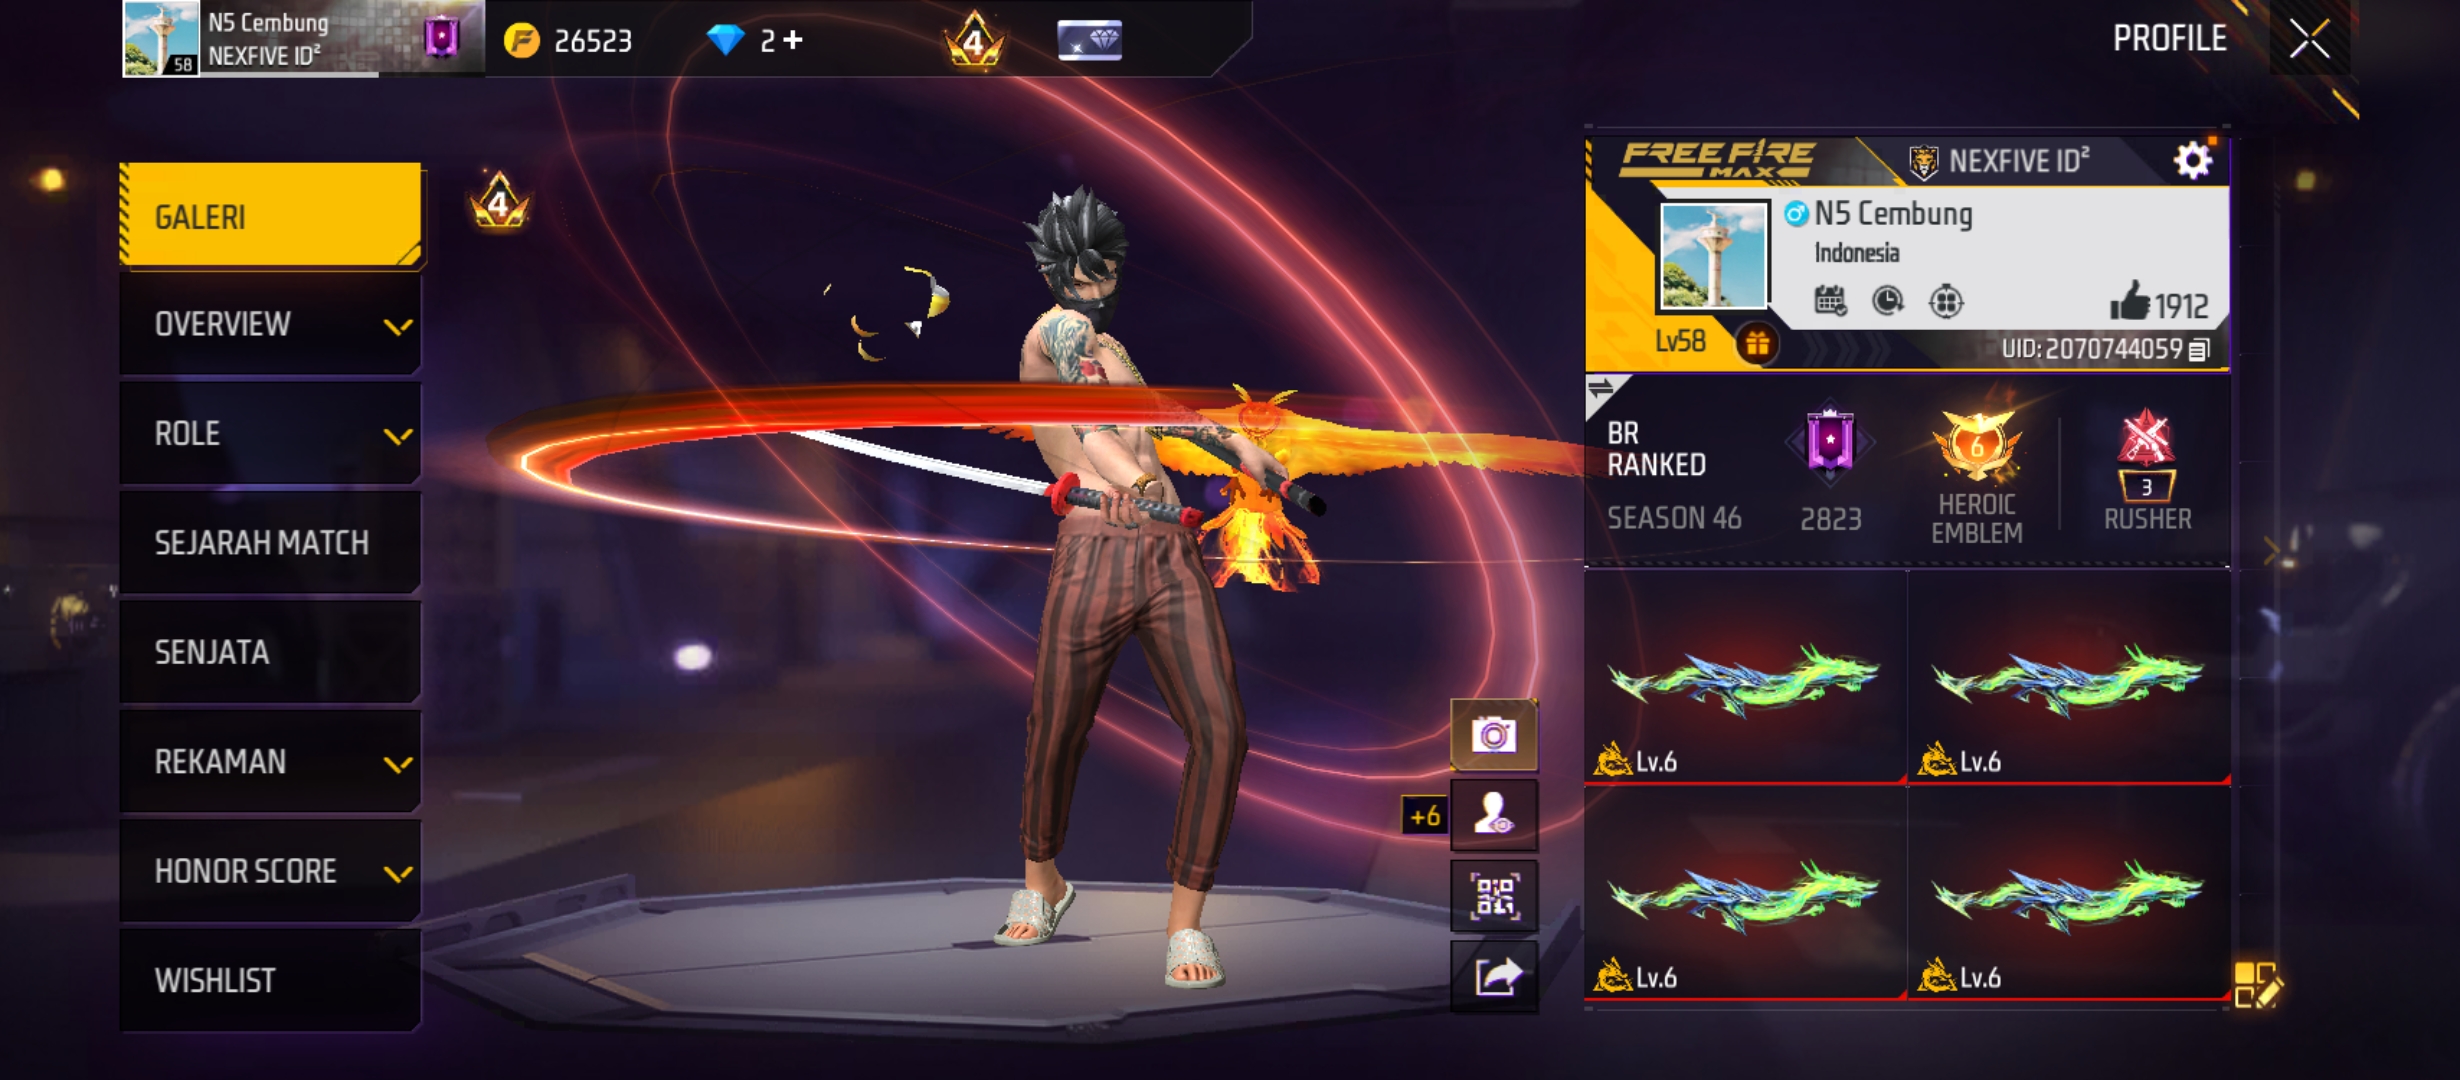 N5 Cembung
NEXFIVE ID²
58
26523
2+
4
PROFILE
GALERI
OVERVIEW
ROLE
SEJARAH MATCH
SENJATA
REKAMAN
HONOR SCORE
WISHLIST
4
+6
FREE FIRE
MAX
NEXFIVE ID²
N5 Cembung
Indonesia
1912
Lv58
UID: 2070744059
BR
RANKED
SEASON 46
2823
6
HEROIC
EMBLEM
3
RUSHER
Lv.6
Lv.6
Lv.6
Lv.6